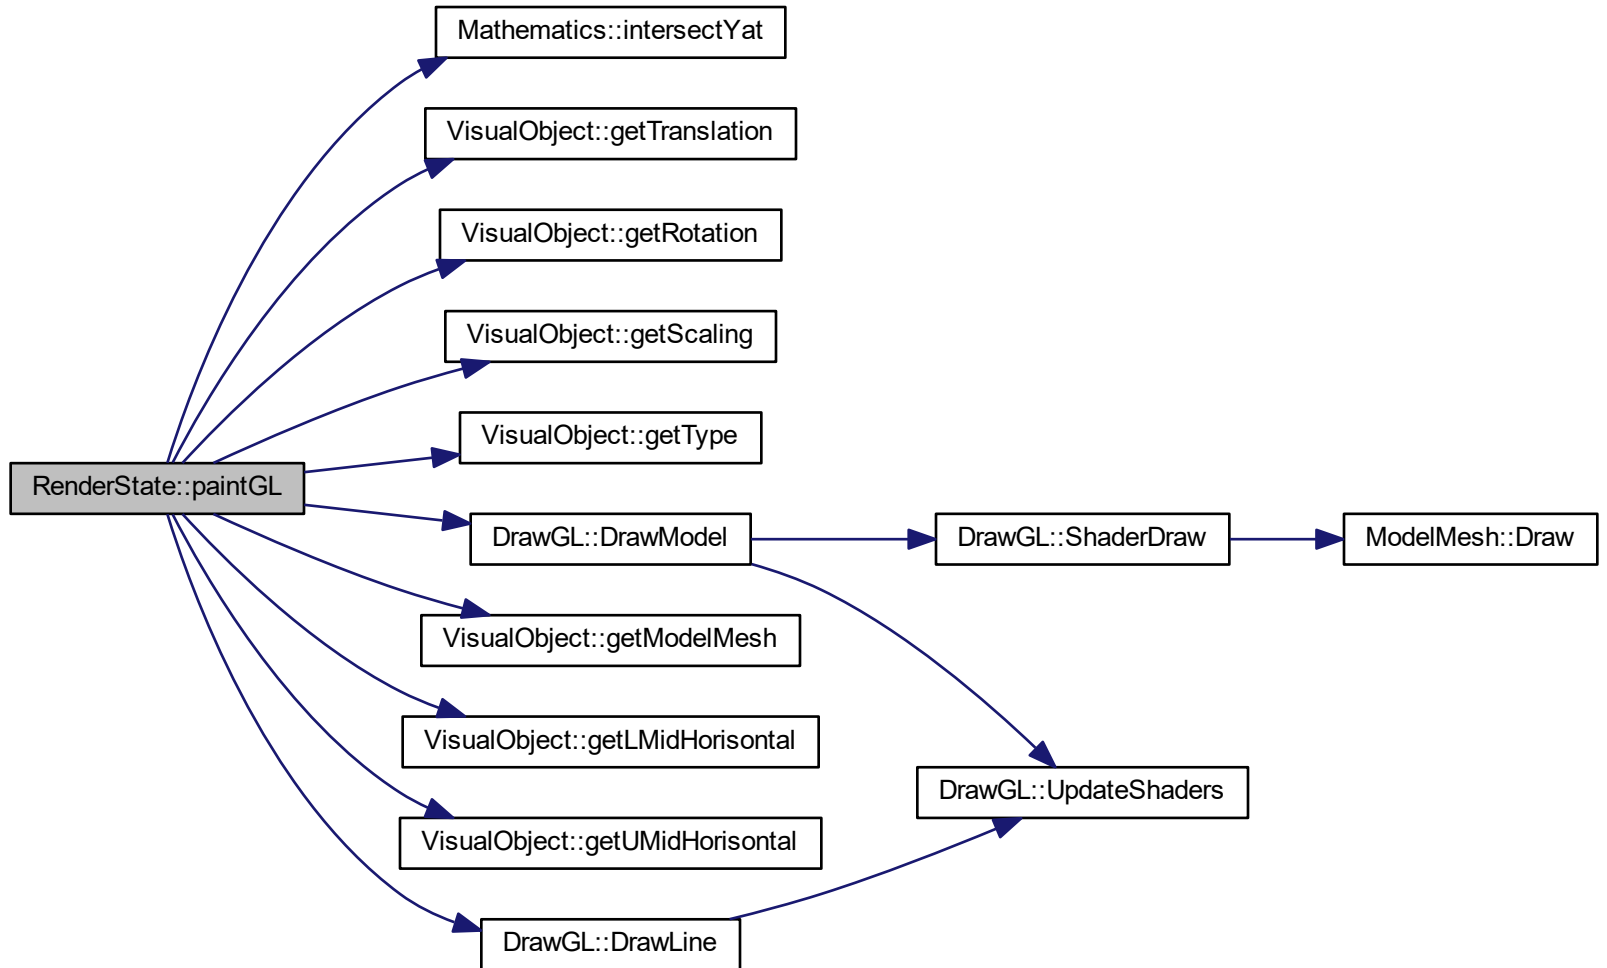 Mathematics::intersectYat
VisualObject::getTranslation
VisualObject::getRotation
VisualObject::getScaling
VisualObject::getType
RenderState::paintGL
DrawGL::DrawModel
DrawGL::ShaderDraw
ModelMesh::Draw
VisualObject::getModelMesh
VisualObject::getLMidHorisontal
DrawGL::UpdateShaders
VisualObject::getUMidHorisontal
DrawGL::DrawLine